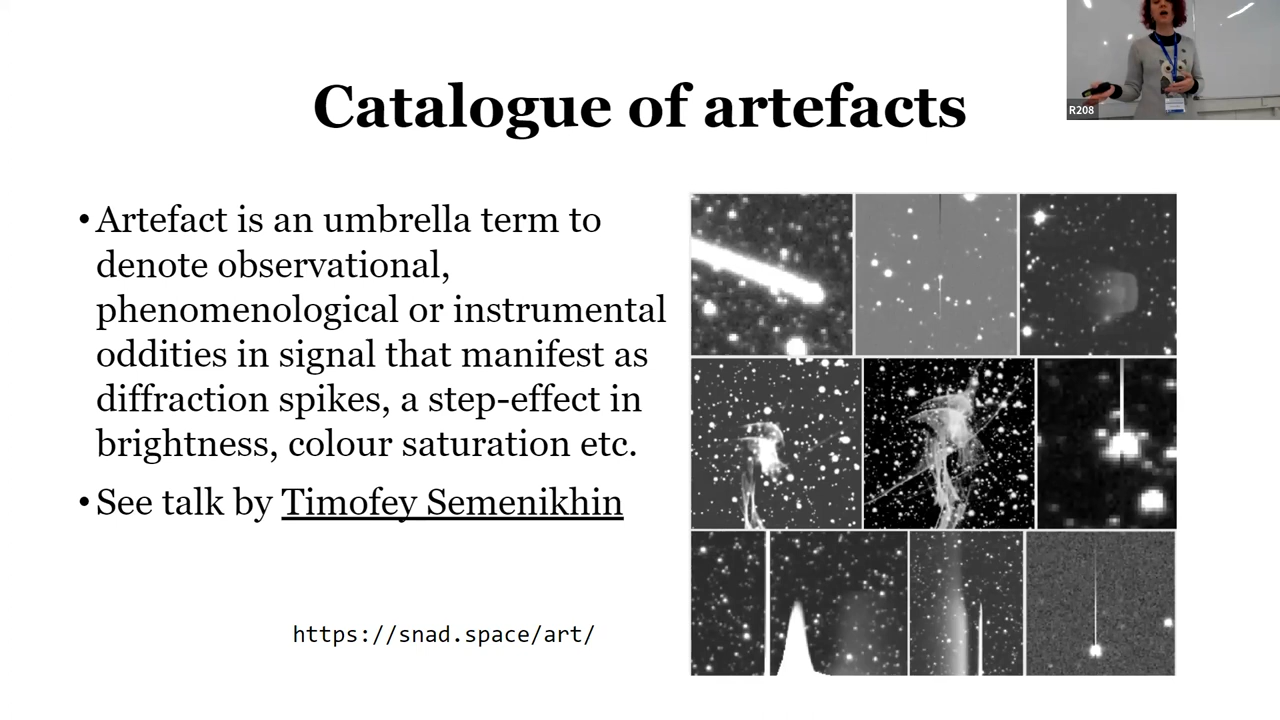 R208
Catalogue of artefacts
• Artefact is an umbrella term to
denote observational,
phenomenological or instrumental
oddities in signal that manifest as
diffraction spikes, a step-effect in
brightness, colour saturation etc.
• See talk by Timofey Semenikhin
https://snad.space/art/